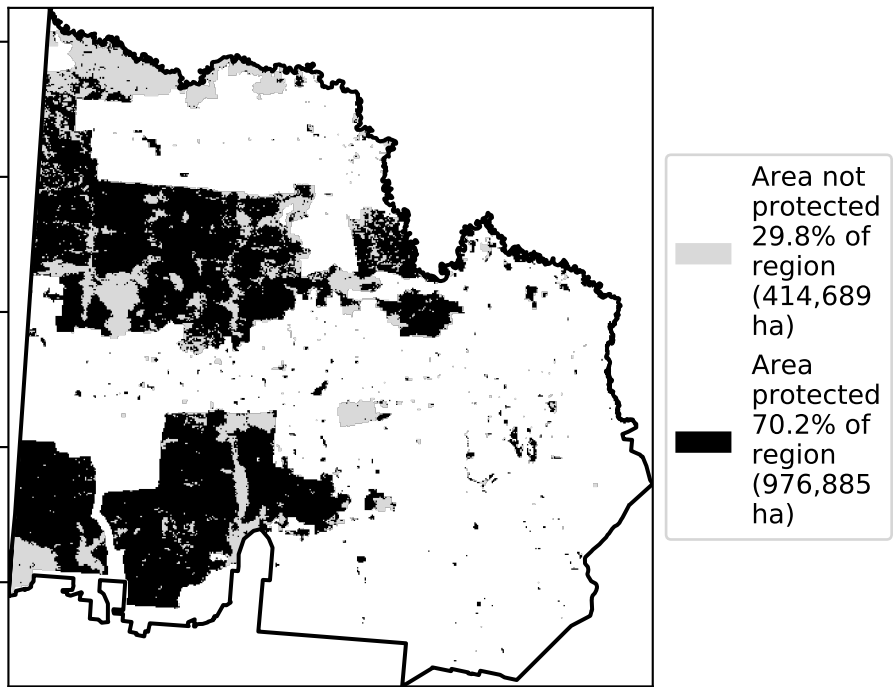 Area not
protected
29.8% of
region
(414,689
ha)
Area
protected
70.2% of
region
(976,885
ha)